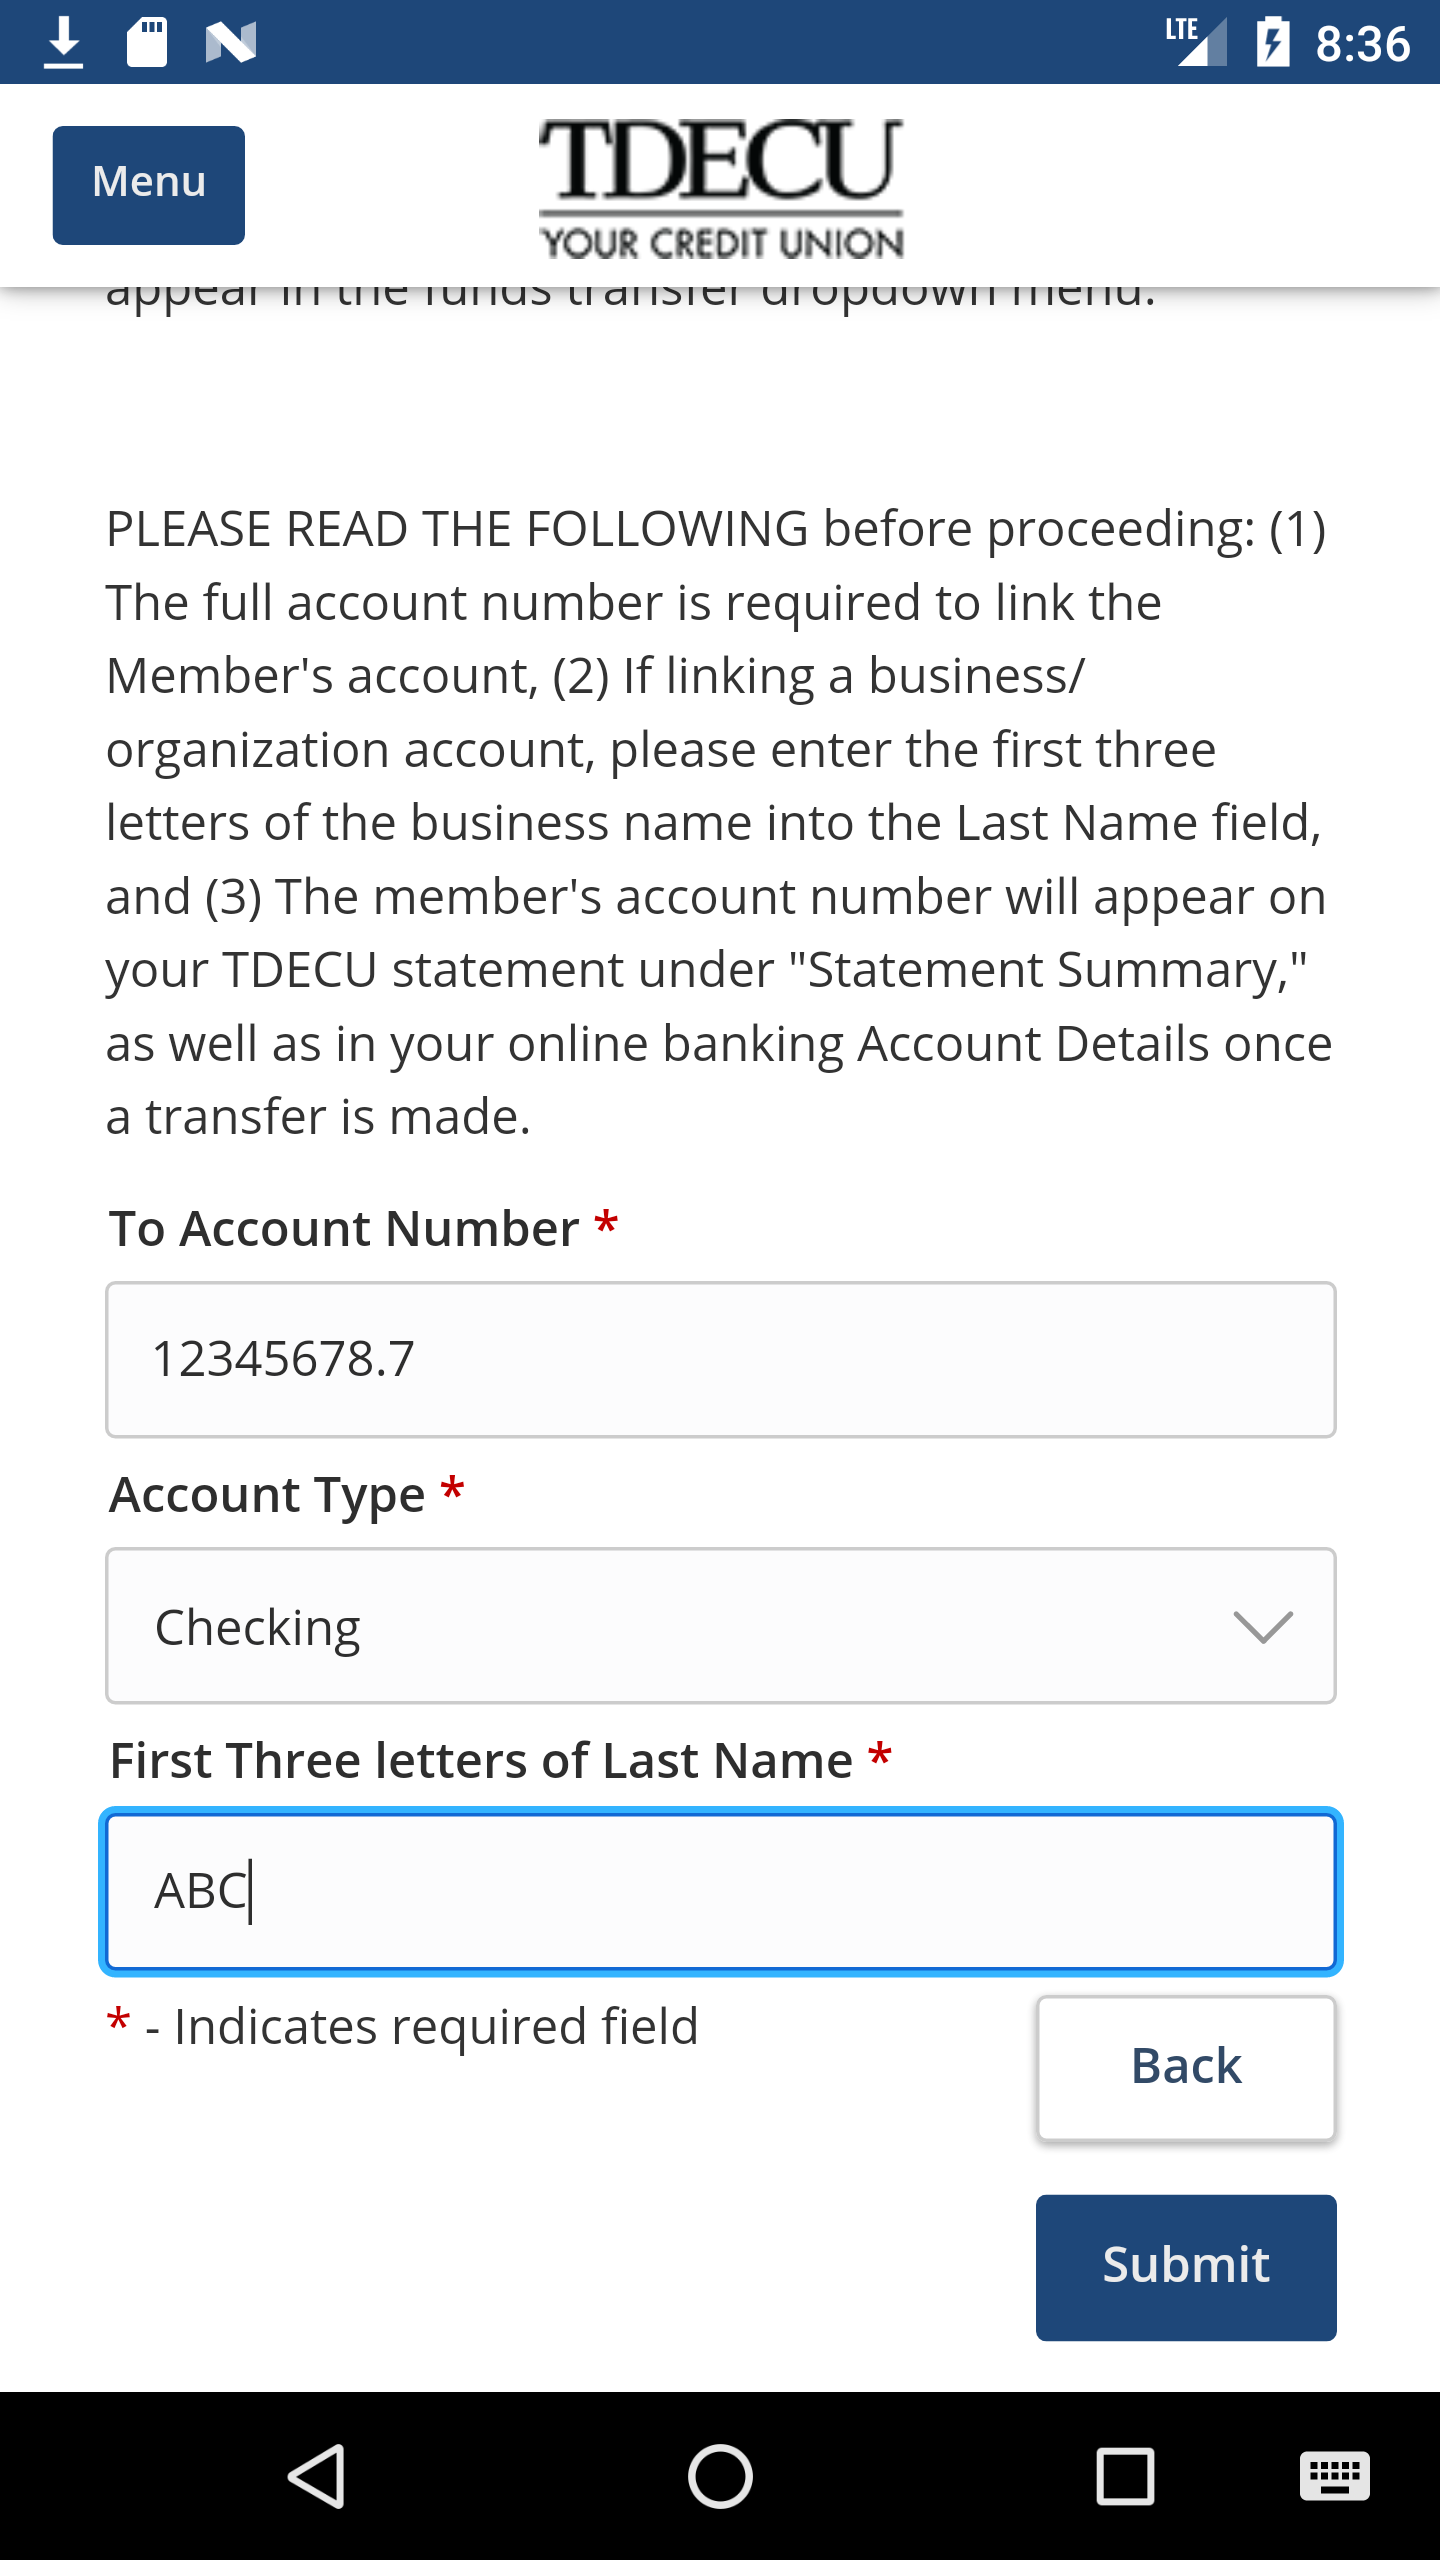 LTE 8:36
Menu
TDECU
YOUR CREDIT UNION
appear in the funds transfer dropdown menu.
PLEASE READ THE FOLLOWING before proceeding: (1)
The full account number is required to link the
Member's account, (2) If linking a business/
organization account, please enter the first three
letters of the business name into the Last Name field,
and (3) The member's account number will appear on
your TDECU statement under "Statement Summary,"
as well as in your online banking Account Details once
a transfer is made.
To Account Number *
12345678.7
Account Type *
Checking
First Three letters of Last Name *
ABC
* - Indicates required field
Back
Submit